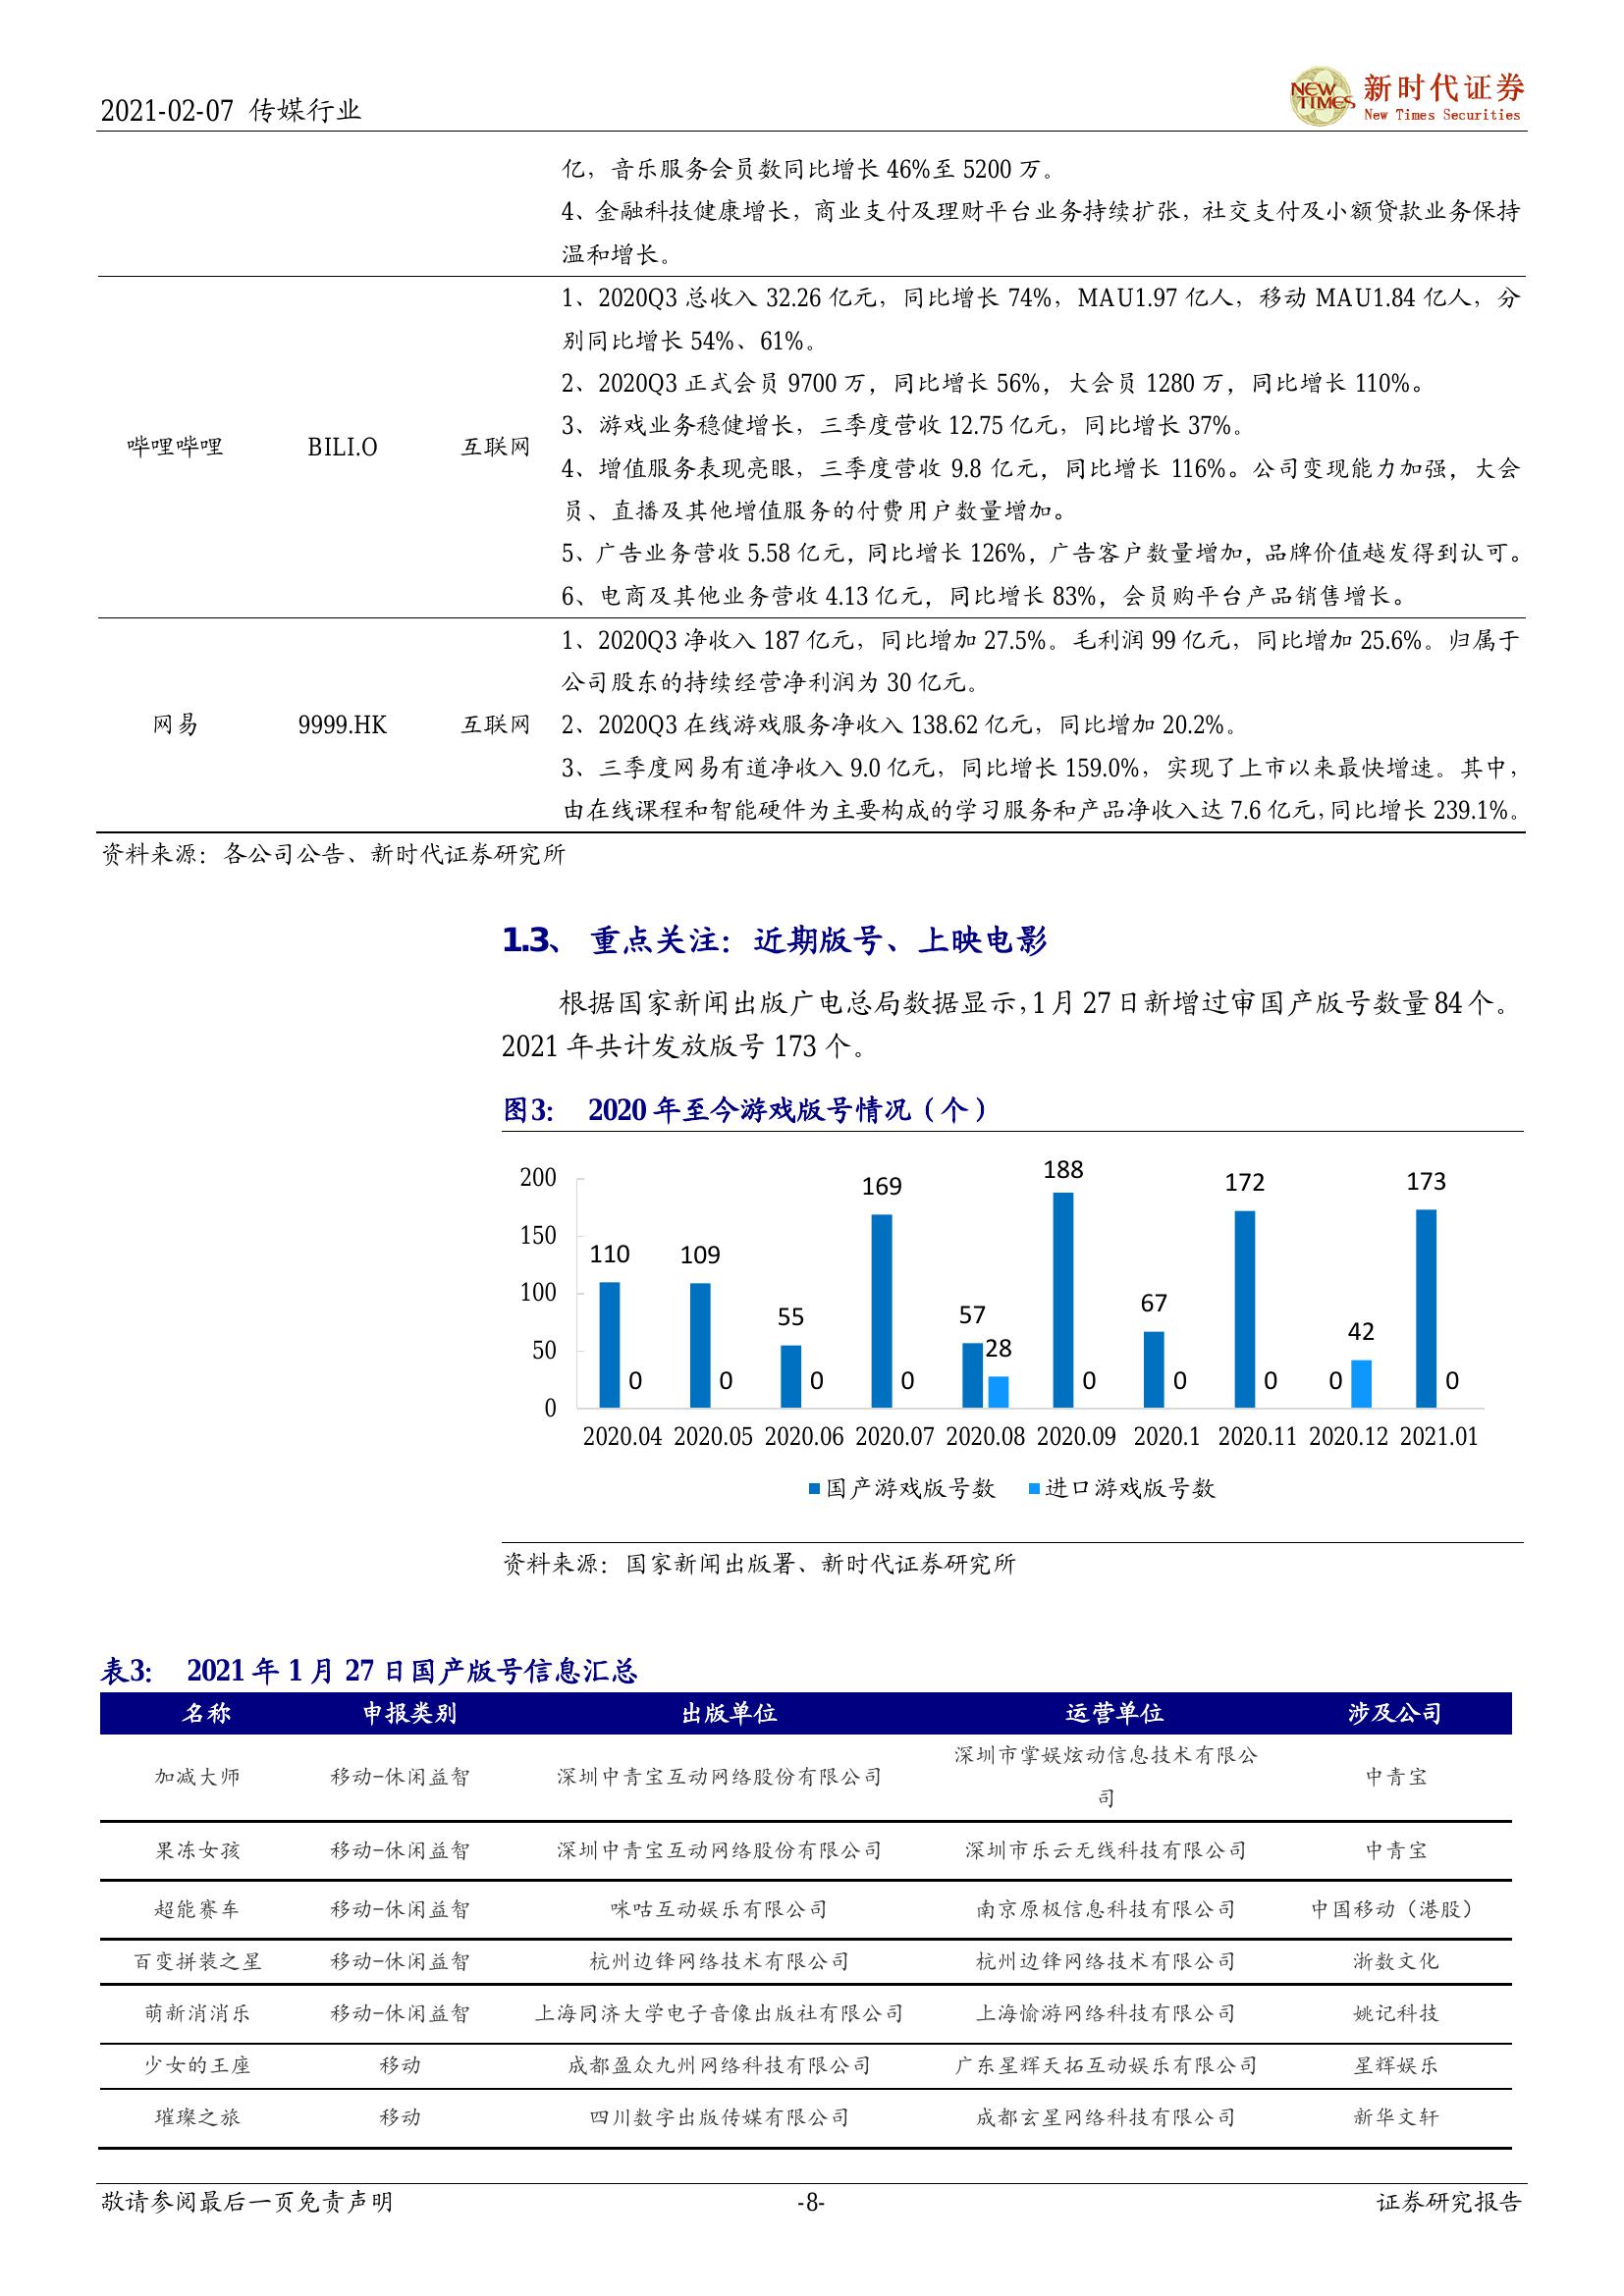 2021-02-07 传媒行业
NEW TIMES 新时代证券
New Times Securities
亿，音乐服务会员数同比增长 46%至 5200 万。
4、金融科技健康增长，商业支付及理财平台业务持续扩张，社交支付及小额贷款业务保持
温和增长。
哔哩哔哩 BILI.O 互联网
1、2020Q3 总收入 32.26 亿元，同比增长 74%，MAU1.97 亿人，移动 MAU1.84 亿人，分
别同比增长 54%、61%。
2、2020Q3 正式会员 9700 万，同比增长 56%，大会员 1280 万，同比增长 110%。
3、游戏业务稳健增长，三季度营收 12.75 亿元，同比增长 37%。
4、增值服务表现亮眼，三季度营收 9.8 亿元，同比增长 116%。公司变现能力加强，大会
员、直播及其他增值服务的付费用户数量增加。
5、广告业务营收 5.58 亿元，同比增长 126%，广告客户数量增加，品牌价值越发得到认可。
6、电商及其他业务营收 4.13 亿元，同比增长 83%，会员购平台产品销售增长。
网易 9999.HK 互联网
1、2020Q3 净收入 187 亿元，同比增加 27.5%。毛利润 99 亿元，同比增加 25.6%。归属于
公司股东的持续经营净利润为 30 亿元。
2、2020Q3 在线游戏服务净收入 138.62 亿元，同比增加 20.2%。
3、三季度网易有道净收入 9.0 亿元，同比增长 159.0%，实现了上市以来最快增速。其中，
由在线课程和智能硬件为主要构成的学习服务和产品净收入达 7.6 亿元，同比增长 239.1%。
资料来源：各公司公告、新时代证券研究所
1.3、 重点关注：近期版号、上映电影
根据国家新闻出版广电总局数据显示，1 月 27 日新增过审国产版号数量 84 个。
2021 年共计发放版号 173 个。
图3： 2020 年至今游戏版号情况（个）
200
150
100
50
0
110 0
109 0
55 0
169 0
57 28
188 0
67 0
172 0
0 42
173 0
2020.04 2020.05 2020.06 2020.07 2020.08 2020.09 2020.1 2020.11 2020.12 2021.01
国产游戏版号数 进口游戏版号数
资料来源：国家新闻出版署、新时代证券研究所
表3： 2021 年 1 月 27 日国产版号信息汇总
名称 申报类别 出版单位 运营单位 涉及公司
加减大师 移动-休闲益智 深圳中青宝互动网络股份有限公司 深圳市掌娱炫动信息技术有限公
司 中青宝
果冻女孩 移动-休闲益智 深圳中青宝互动网络股份有限公司 深圳市乐云无线科技有限公司 中青宝
超能赛车 移动-休闲益智 咪咕互动娱乐有限公司 南京原极信息科技有限公司 中国移动（港股）
百变拼装之星 移动-休闲益智 杭州边锋网络技术有限公司 杭州边锋网络技术有限公司 浙数文化
萌新消消乐 移动-休闲益智 上海同济大学电子音像出版社有限公司 上海愉游网络科技有限公司 姚记科技
少女的王座 移动 成都盈众九州网络科技有限公司 广东星辉天拓互动娱乐有限公司 星辉娱乐
璀璨之旅 移动 四川数字出版传媒有限公司 成都玄星网络科技有限公司 新华文轩
敬请参阅最后一页免责声明 -8- 证券研究报告